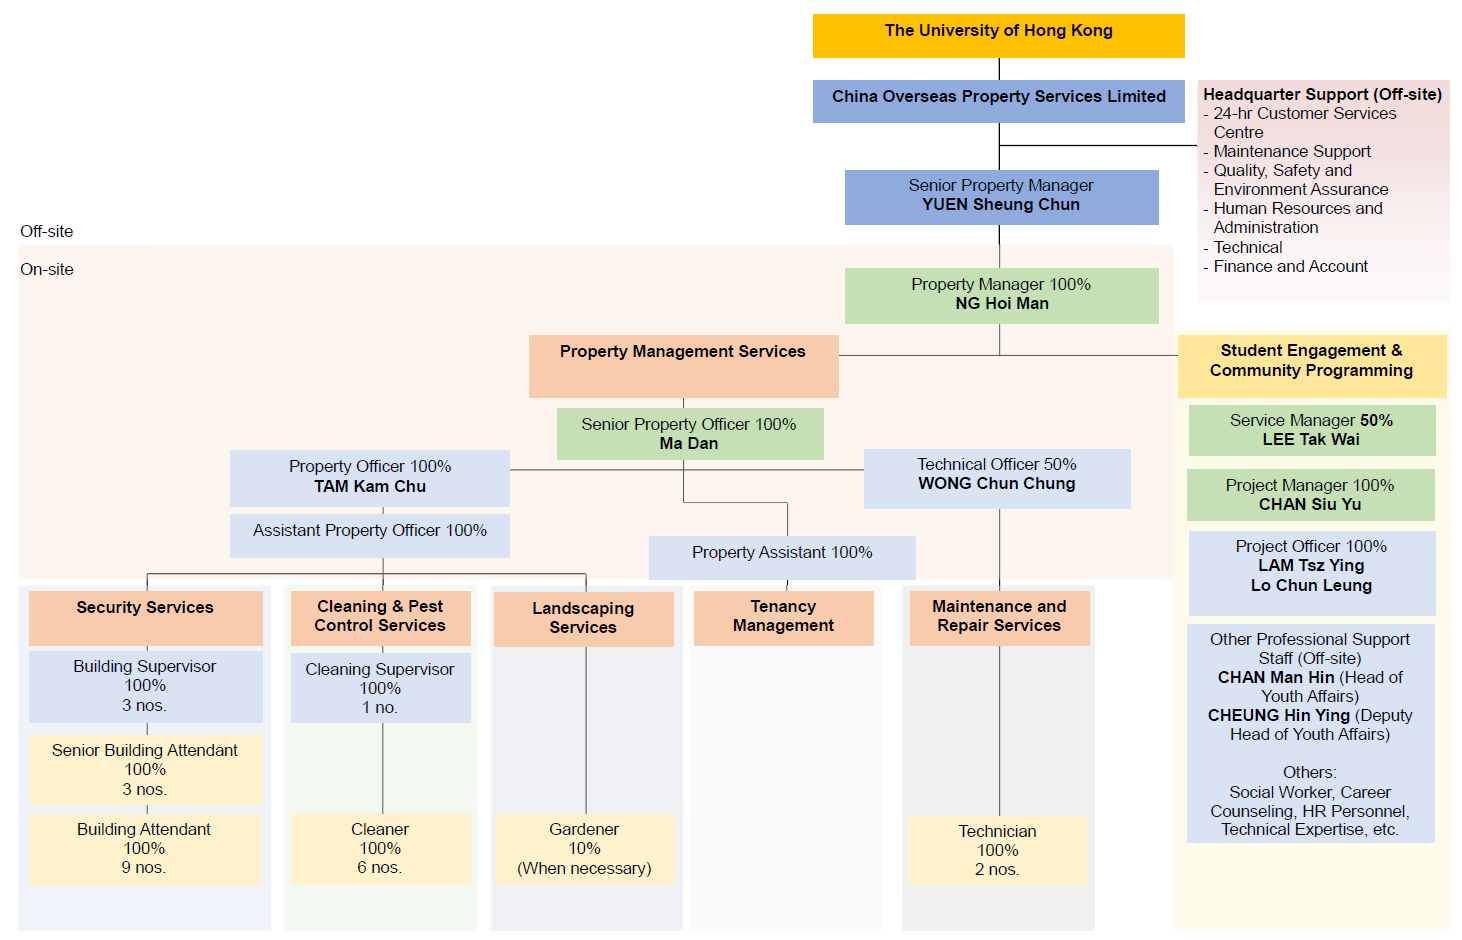 The University of Hong Kong
China Overseas Property Services Limited
Headquarter Support (Off-site)
- 24-hr Customer Services
Centre
- Maintenance Support
- Quality, Safety and
Environment Assurance
- Human Resources and
Administration
- Technical
- Finance and Account
Senior Property Manager
YUEN Sheung Chun
Off-site
On-site
Property Manager 100%
NG Hoi Man
Property Management Services
Student Engagement &
Community Programming
Senior Property Officer 100%
Ma Dan
Service Manager 50%
LEE Tak Wai
Property Officer 100%
TAM Kam Chu
Technical Officer 50%
WONG Chun Chung
Project Manager 100%
CHAN Siu Yu
Assistant Property Officer 100%
Property Assistant 100%
Project Officer 100%
LAM Tsz Ying
Lo Chun Leung
Security Services
Building Supervisor
100%
3 nos.
Senior Building Attendant
100%
3 nos.
Building Attendant
100%
9 nos.
Cleaning & Pest
Control Services
Cleaning Supervisor
100%
1 no.
Cleaner
100%
6 nos.
Landscaping
Services
Gardener
10%
(When necessary)
Tenancy
Management
Maintenance and
Repair Services
Technician
100%
2 nos.
Other Professional Support
Staff (Off-site)
CHAN Man Hin (Head of
Youth Affairs)
CHEUNG Hin Ying (Deputy
Head of Youth Affairs)
Others:
Social Worker, Career
Counseling, HR Personnel,
Technical Expertise, etc.